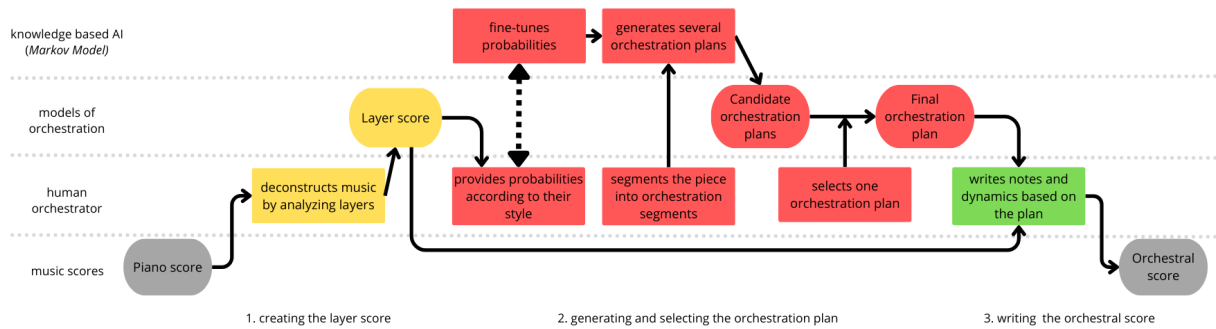 knowledge based AI
(Markov Model)
fine-tunes
probabilities
generates several
orchestration plans
models of
orchestration
Layer score
Candidate
orchestration
plans
Final
orchestration
plan
human
orchestrator
deconstructs music
by analyzing layers
provides probabilities
according to their
style
segments the piece
into orchestration
segments
selects one
orchestration plan
writes notes and
dynamics based on
the plan
music scores
Piano score
Orchestral
score
1. creating the layer score
2. generating and selecting the orchestration plan
3. writing the orchestral score